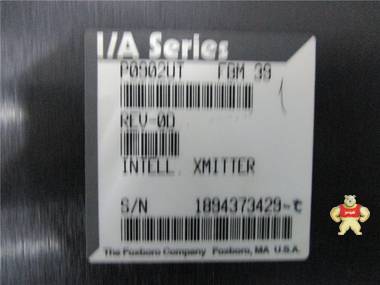 I/A Series
P0902UT FBM 39
REV-0D
INTELL. XMITTER
S/N 1894373429-t
The Foxboro Company Foxboro, MA U.S.A.